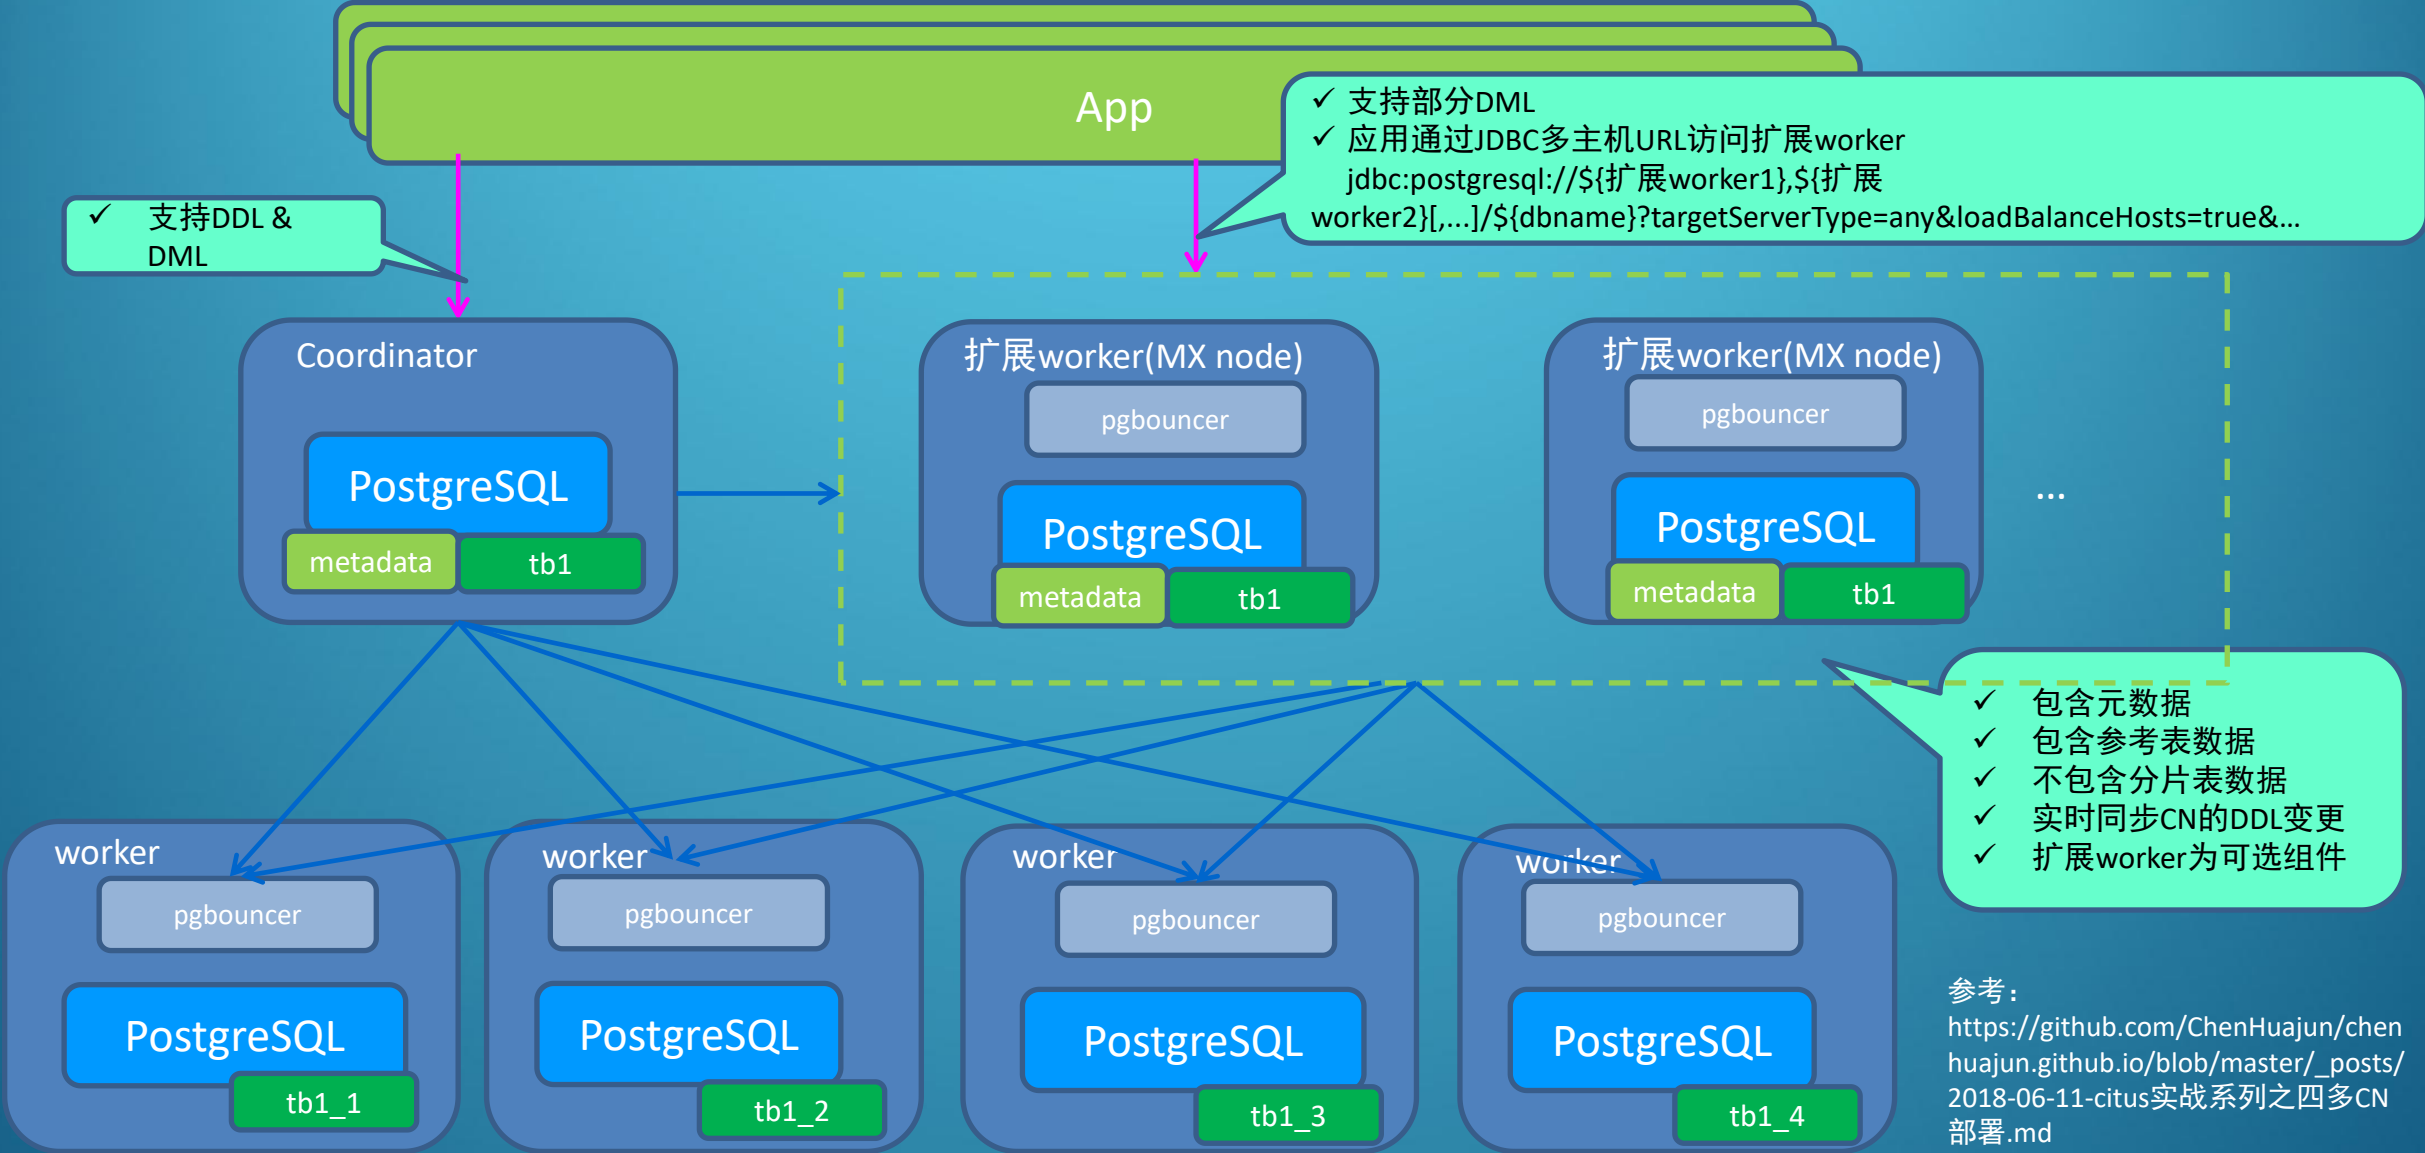 App
✓ 支持部分DML
✓ 应用通过JDBC多主机URL访问扩展worker
jdbc:postgresql://${扩展worker1},${扩展
worker2}[,...]/${dbname}?targetServerType=any&loadBalanceHosts=true&...
✓ 支持DDL &
DML
Coordinator
PostgreSQL
metadata
tb1
扩展worker(MX node)
pgbouncer
PostgreSQL
metadata
tb1
扩展worker(MX node)
pgbouncer
PostgreSQL
metadata
tb1
...
✓ 包含元数据
✓ 包含参考表数据
✓ 不包含分片表数据
✓ 实时同步CN的DDL变更
✓ 扩展worker为可选组件
worker
pgbouncer
PostgreSQL
tb1_1
worker
pgbouncer
PostgreSQL
tb1_2
worker
pgbouncer
PostgreSQL
tb1_3
worker
pgbouncer
PostgreSQL
tb1_4
参考：
https://github.com/ChenHuajun/chen
huajun.github.io/blob/master/_posts/
2018-06-11-citus实战系列之四多CN
部署.md